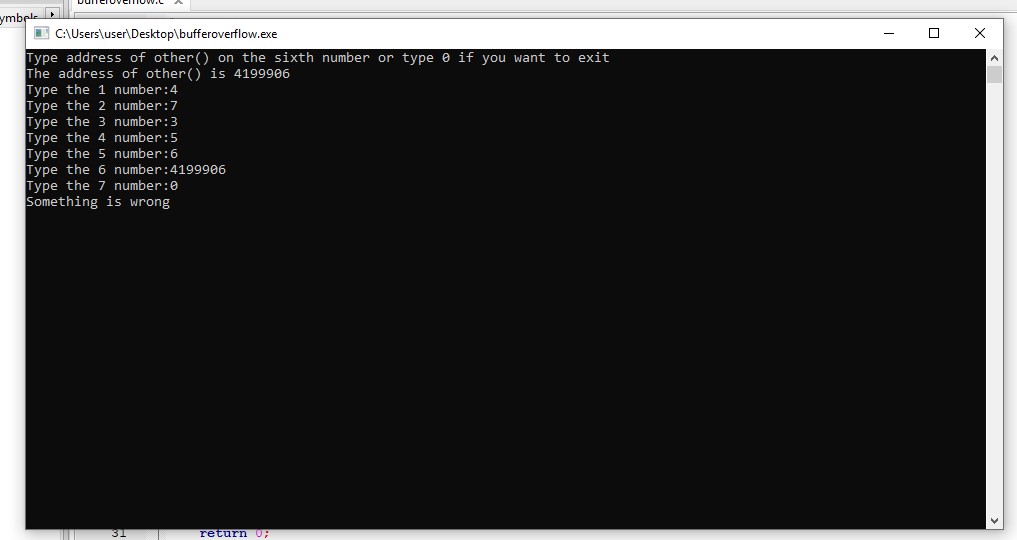 bufferoverflow.c
ymbols
C:\Users\user\Desktop\bufferoverflow.exe
Type address of other() on the sixth number or type 0 if you want to exit
The address of other() is 4199906
Type the 1 number:4
Type the 2 number:7
Type the 3 number:3
Type the 4 number:5
Type the 5 number:6
Type the 6 number:4199906
Type the 7 number:0
Something is wrong
31 return 0;